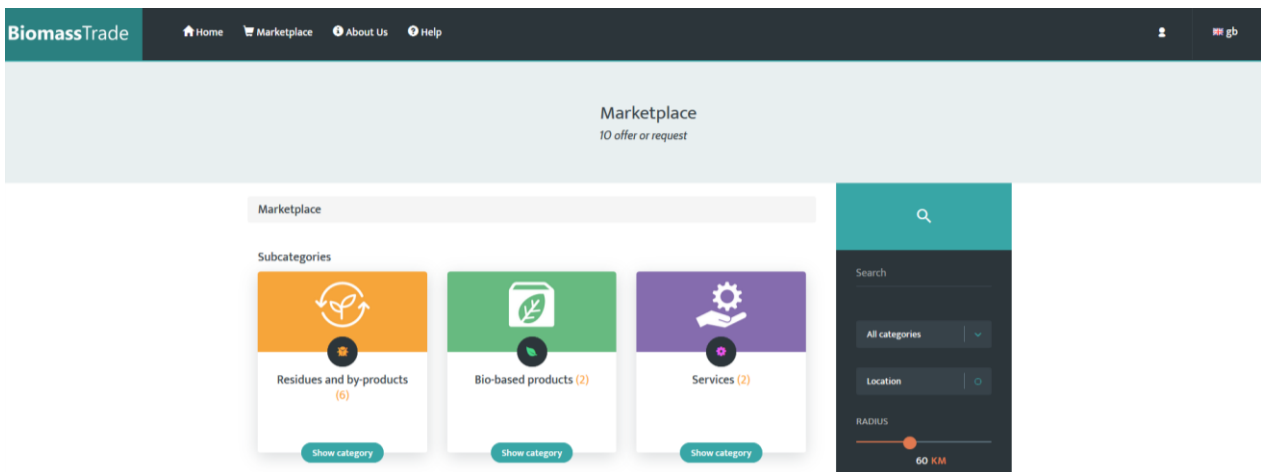 BiomassTrade
Home Marketplace About Us Help
gb
Marketplace
10 offer or request
Marketplace
Subcategories
Residues and by-products
(6)
Show category
Bio-based products (2)
Show category
Services (2)
Show category
Search
All categories
Location
RADIUS
60 KM